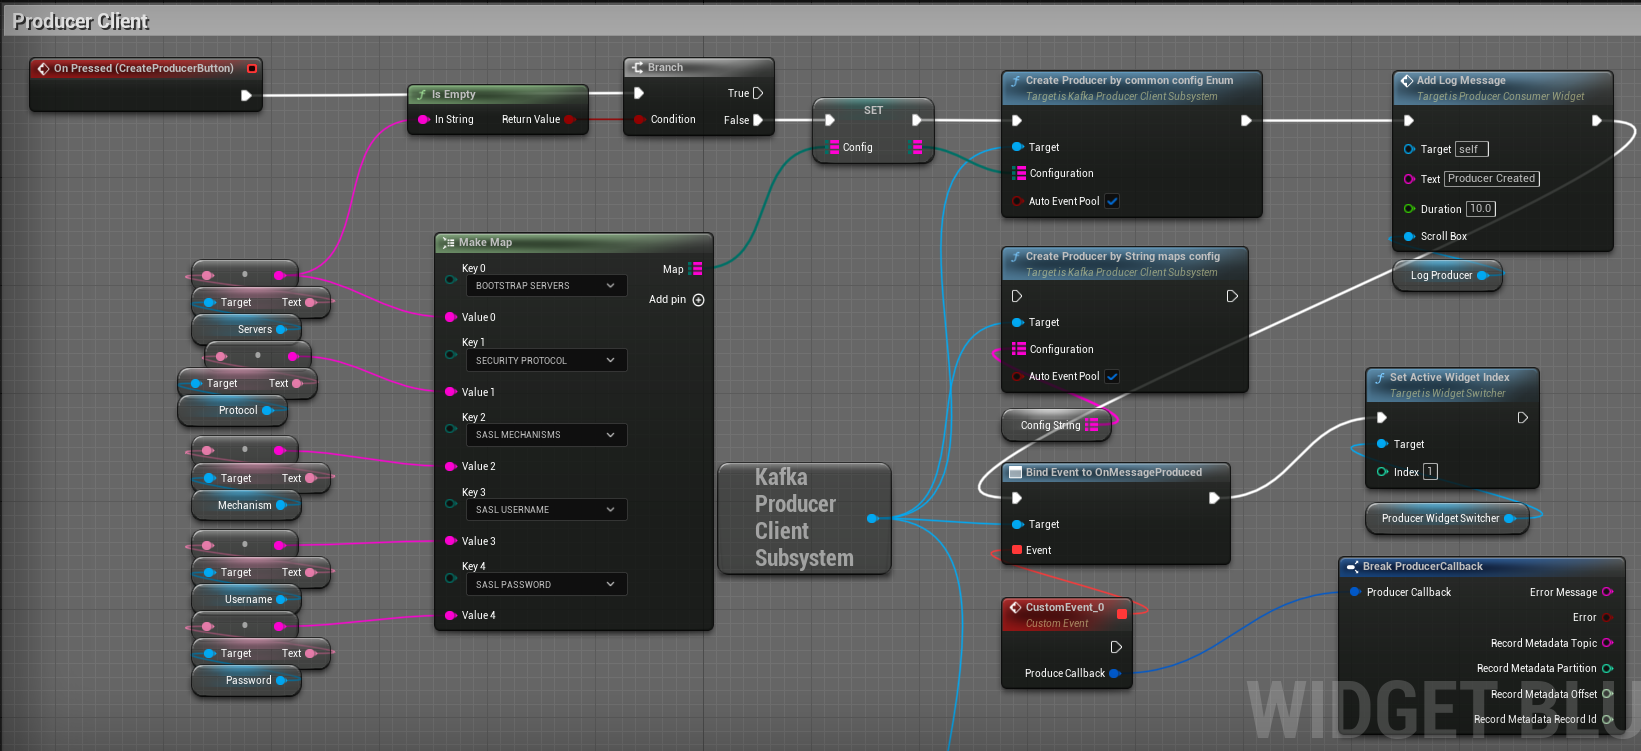 Producer Client
On Pressed (CreateProducerButton)
Is Empty
In String
Return Value
Branch
True
Condition
False
SET
Config
Create Producer by common config Enum
Target is Kafka Producer Client Subsystem
Target
Configuration
Auto Event Pool
Add Log Message
Target is Producer Consumer Widget
Target self
Text Producer Created
Duration 10.0
Scroll Box
Log Producer
Make Map
Key 0
Map
BOOTSTRAP SERVERS
Add pin
Value 0
Key 1
SECURITY PROTOCOL
Value 1
Key 2
SASL MECHANISMS
Value 2
Key 3
SASL USERNAME
Value 3
Key 4
SASL PASSWORD
Value 4
Target Text
Servers
Target Text
Protocol
Target Text
Mechanism
Target Text
Username
Target Text
Password
Create Producer by String maps config
Target is Kafka Producer Client Subsystem
Target
Configuration
Auto Event Pool
Config String
Kafka
Producer
Client
Subsystem
Bind Event to OnMessageProduced
Target
Event
Set Active Widget Index
Target is Widget Switcher
Target
Index 1
Producer Widget Switcher
CustomEvent_0
Custom Event
Produce Callback
Break ProducerCallback
Producer Callback
Error Message
Error
Record Metadata Topic
Record Metadata Partition
Record Metadata Offset
Record Metadata Record Id
WIDGET BLU